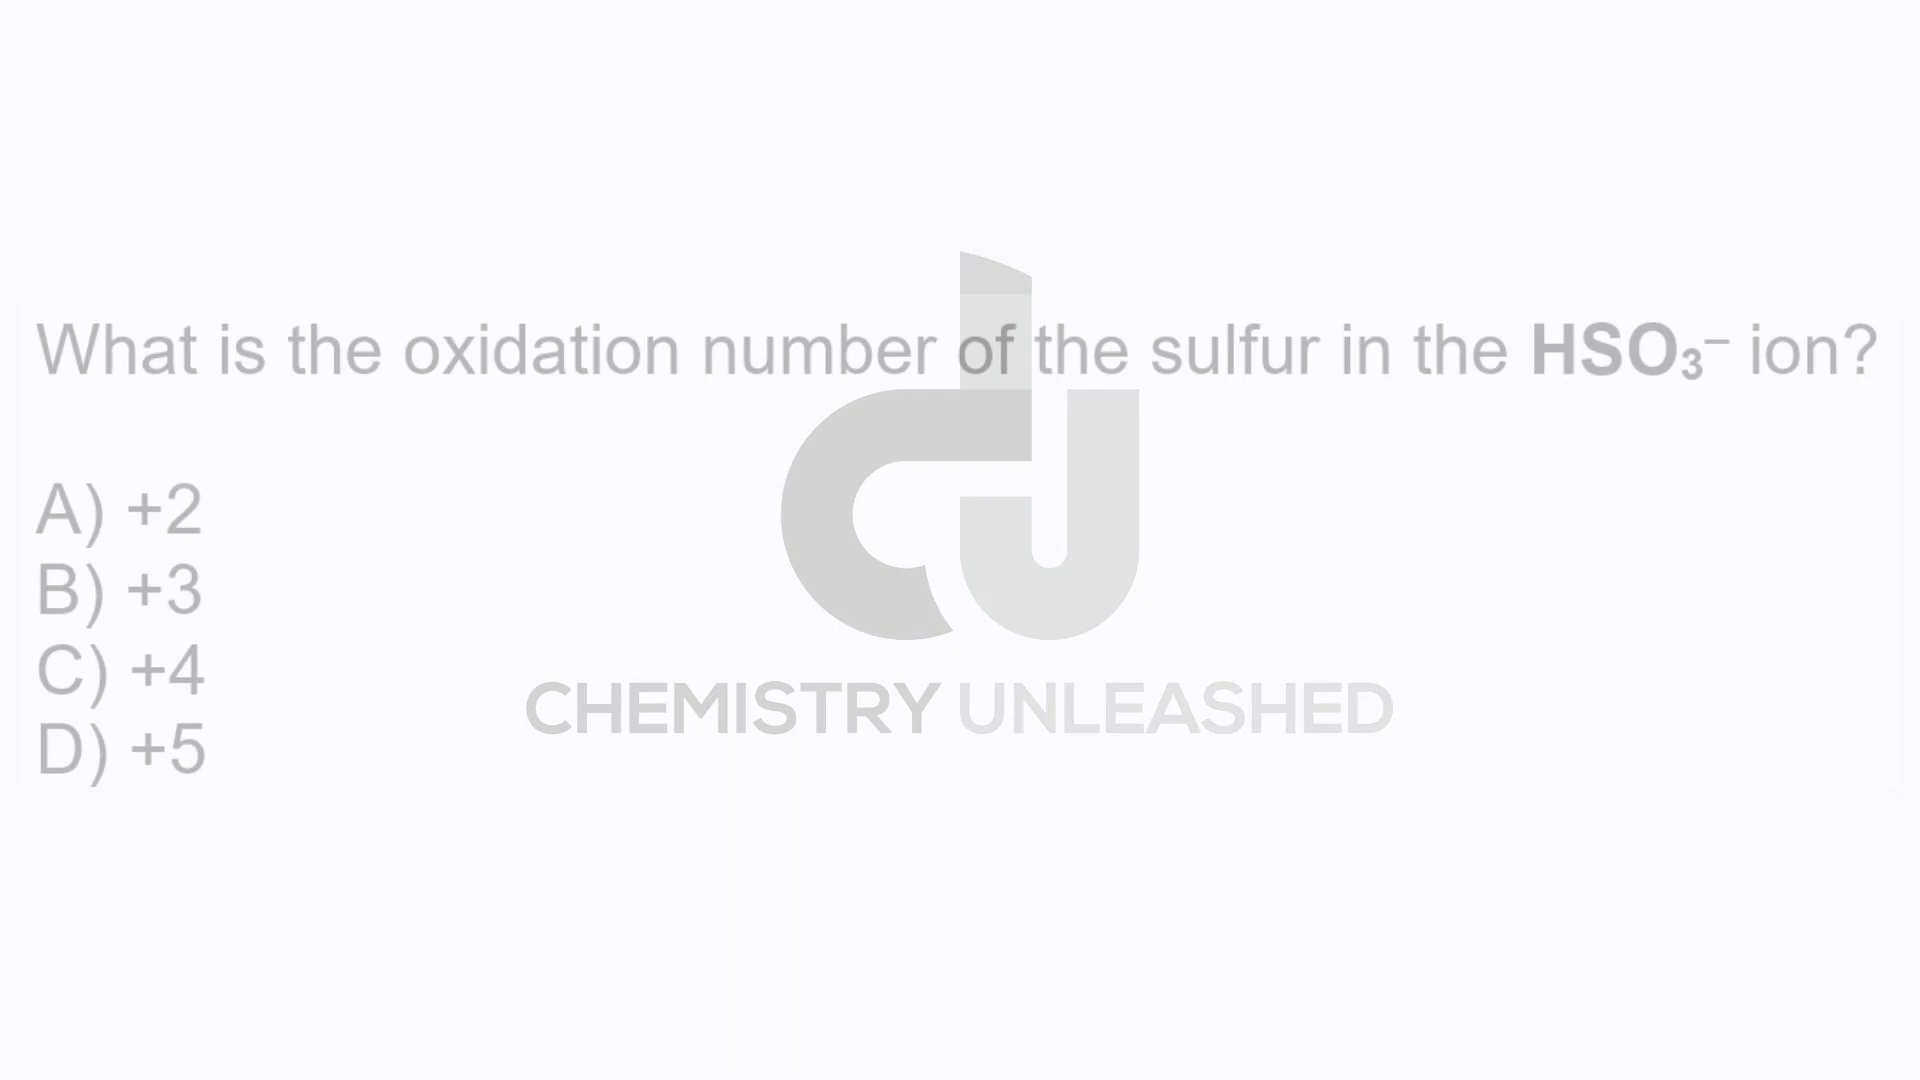 What is the oxidation number of the sulfur in the HSO₃⁻ ion?
A) +2
B) +3
C) +4
D) +5
CHEMISTRY UNLEASHED